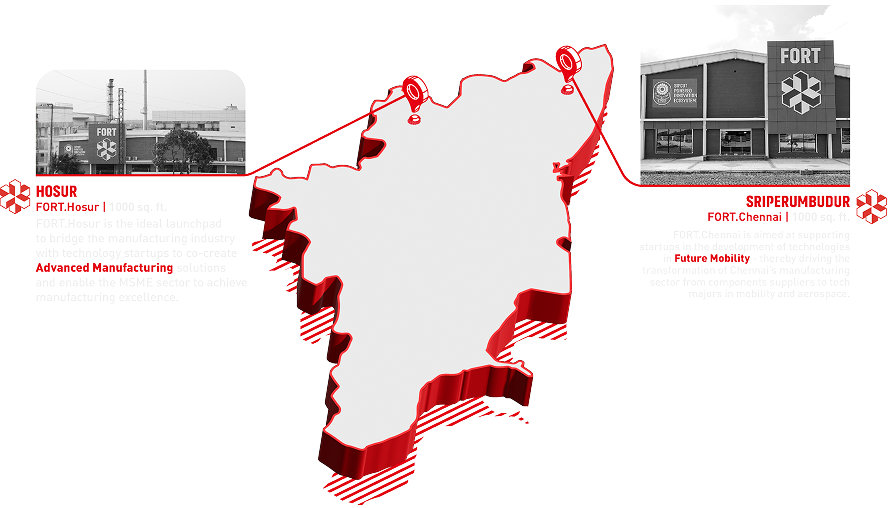 FORT
HOSUR
FORT.Hosur | 1000 sq. ft.
FORT.Hosur is the ideal launchpad
to bridge the manufacturing industry
with technology startups to co-create
Advanced Manufacturing solutions
and enable the MSME sector to achieve
manufacturing excellence.
FORT
SIPCOT
POWERED
INNOVATION
ECOSYSTEM
SRIPERUMBUDUR
FORT.Chennai | 1000 sq. ft.
FORT.Chennai is aimed at supporting
startups in the development of technologies
in Future Mobility - thereby driving the
transformation of Chennai's manufacturing
sector from components suppliers to tech
majors in mobility and aerospace.